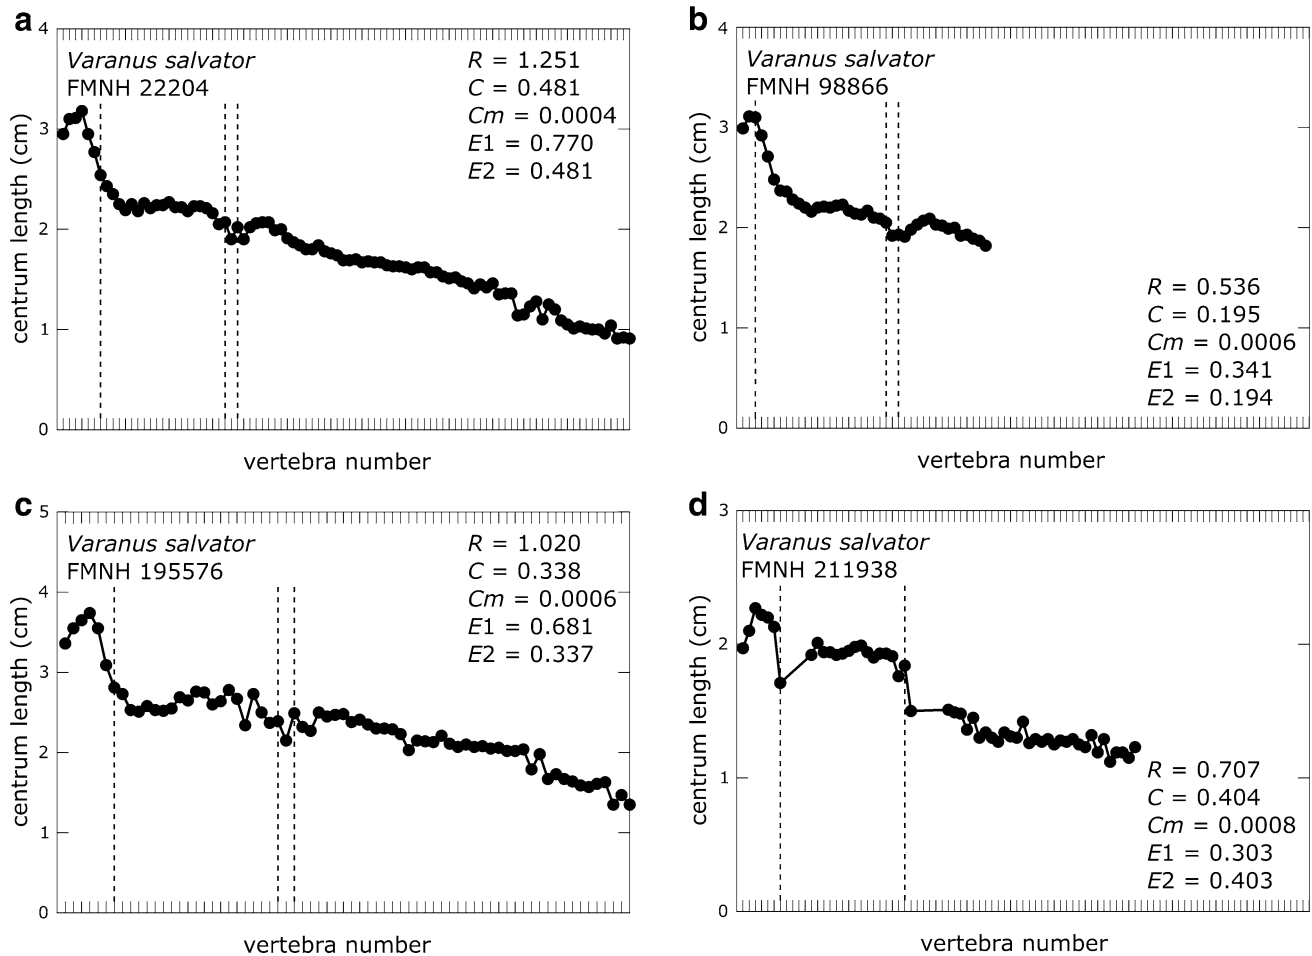 a
4
3
2
1
0
centrum length (cm)
Varanus salvator
FMNH 22204
R = 1.251
C = 0.481
Cm = 0.0004
E1 = 0.770
E2 = 0.481
vertebra number
b
4
3
2
1
0
centrum length (cm)
Varanus salvator
FMNH 98866
R = 0.536
C = 0.195
Cm = 0.0006
E1 = 0.341
E2 = 0.194
vertebra number
c
5
4
3
2
1
0
centrum length (cm)
Varanus salvator
FMNH 195576
R = 1.020
C = 0.338
Cm = 0.0006
E1 = 0.681
E2 = 0.337
vertebra number
d
3
2
1
0
centrum length (cm)
Varanus salvator
FMNH 211938
R = 0.707
C = 0.404
Cm = 0.0008
E1 = 0.303
E2 = 0.403
vertebra number